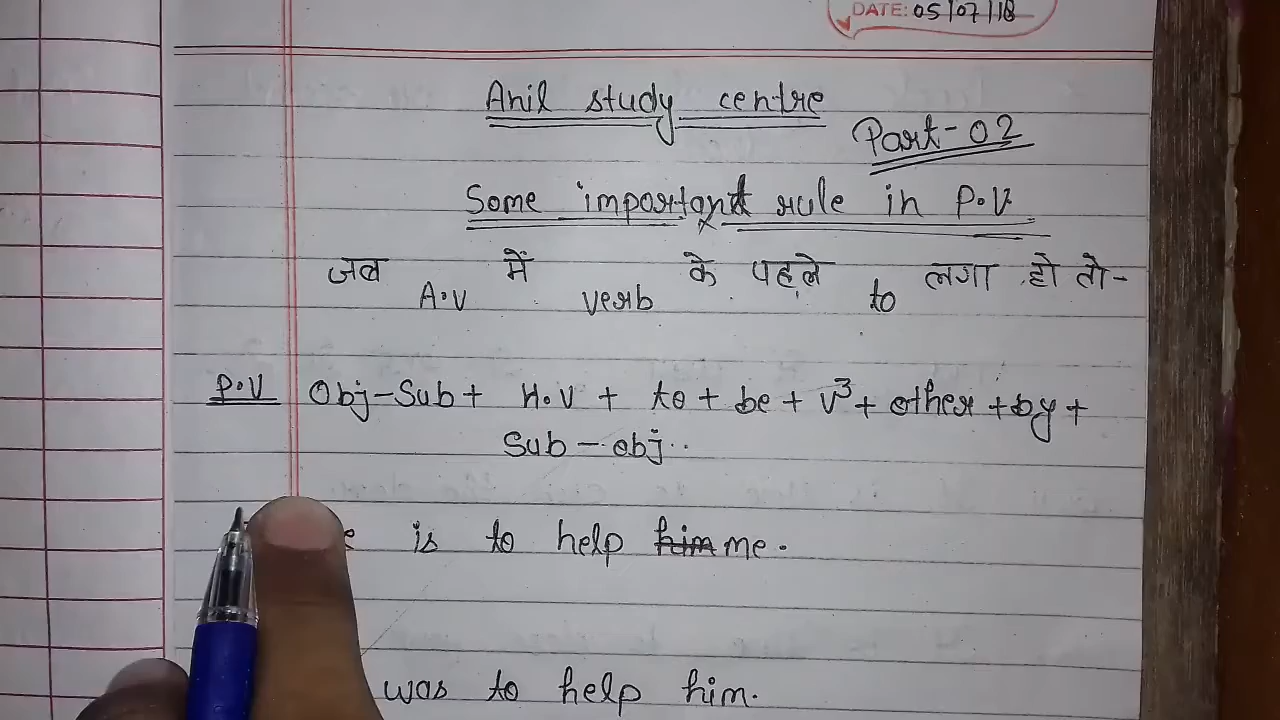 DATE: 05/07/18
Anil study centre
Part-02
Some important rule in P.V
जब A.V में verb के पहले to लगा हो तो-
P.V Obj-Sub + H.V + to + be + V³ + other + by +
Sub-obj..
is to help him me.
was to help him.